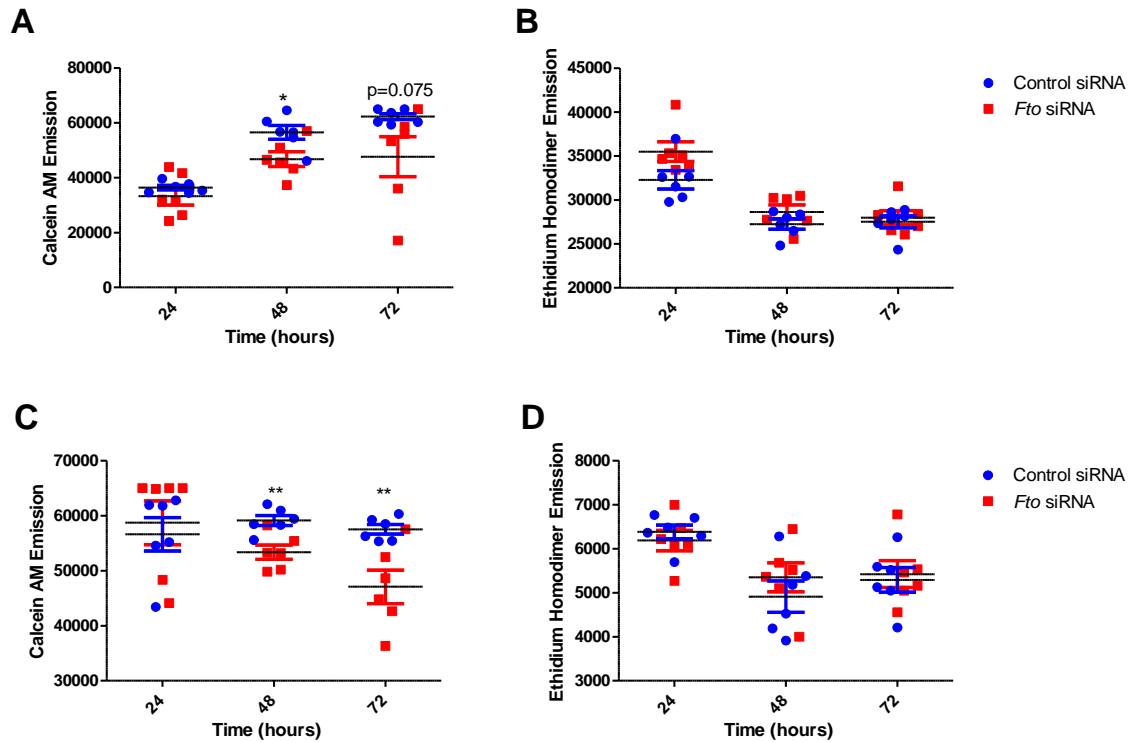 A
Calcein AM Emission
80000
60000
40000
20000
0
*
p=0.075
24
48
72
Time (hours)
B
Ethidium Homodimer Emission
45000
40000
35000
30000
25000
20000
24
48
72
Time (hours)
Control siRNA
Fto siRNA
C
Calcein AM Emission
70000
60000
50000
40000
30000
**
**
24
48
72
Time (hours)
D
Ethidium Homodimer Emission
8000
7000
6000
5000
4000
3000
24
48
72
Time (hours)
Control siRNA
Fto siRNA